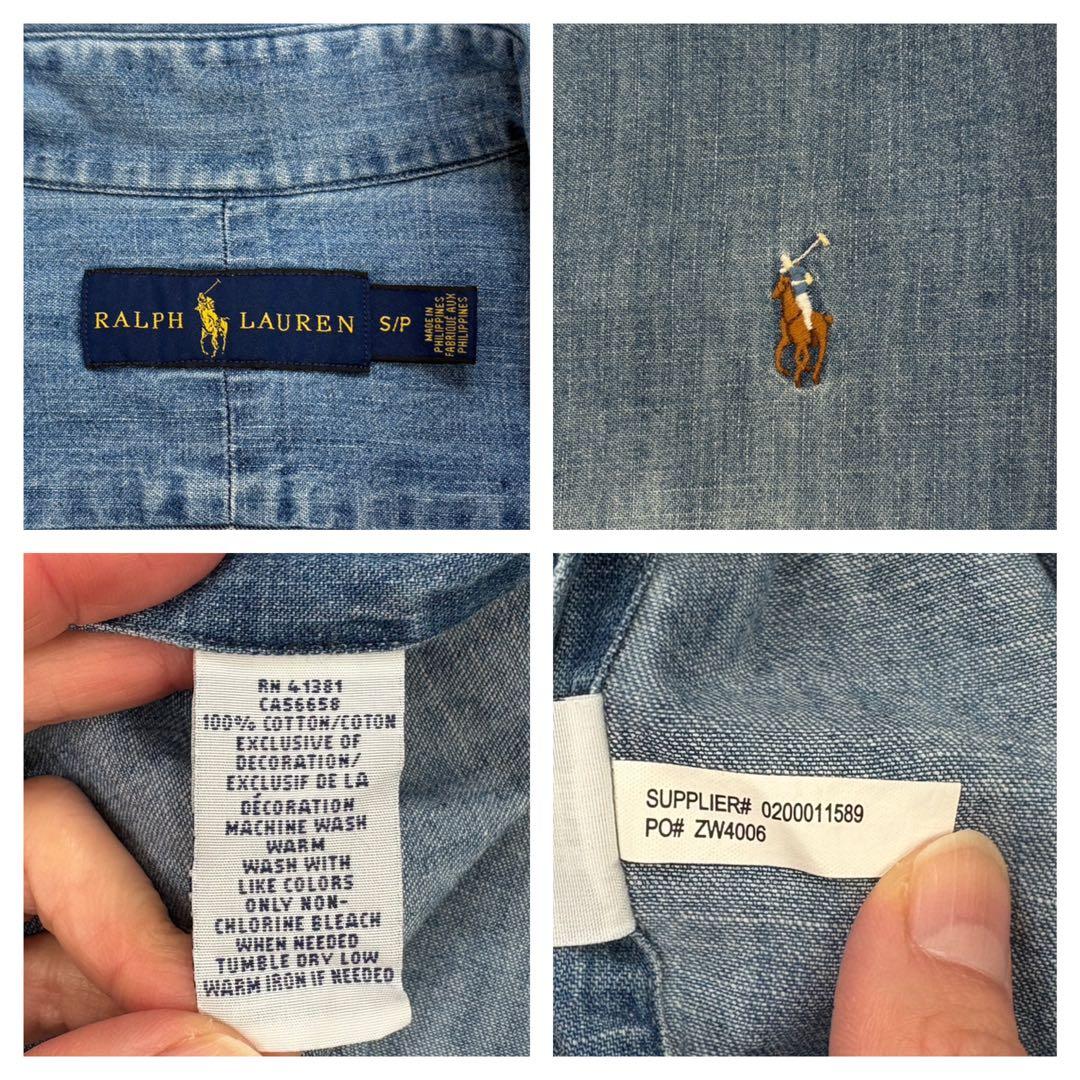 RALPH LAUREN
S/P
MADE IN
PHILIPPINES
FABRIQUÉ AUX
PHILIPPINES
RN 41381
CA56658
100% COTTON/COTON
EXCLUSIVE OF
DECORATION/
EXCLUSIF DE LA
DÉCORATION
MACHINE WASH
WARM
WASH WITH
LIKE COLORS
ONLY NON-
CHLORINE BLEACH
WHEN NEEDED
TUMBLE DRY LOW
WARM IRON IF NEEDED
SUPPLIER# 0200011589
PO# ZW4006